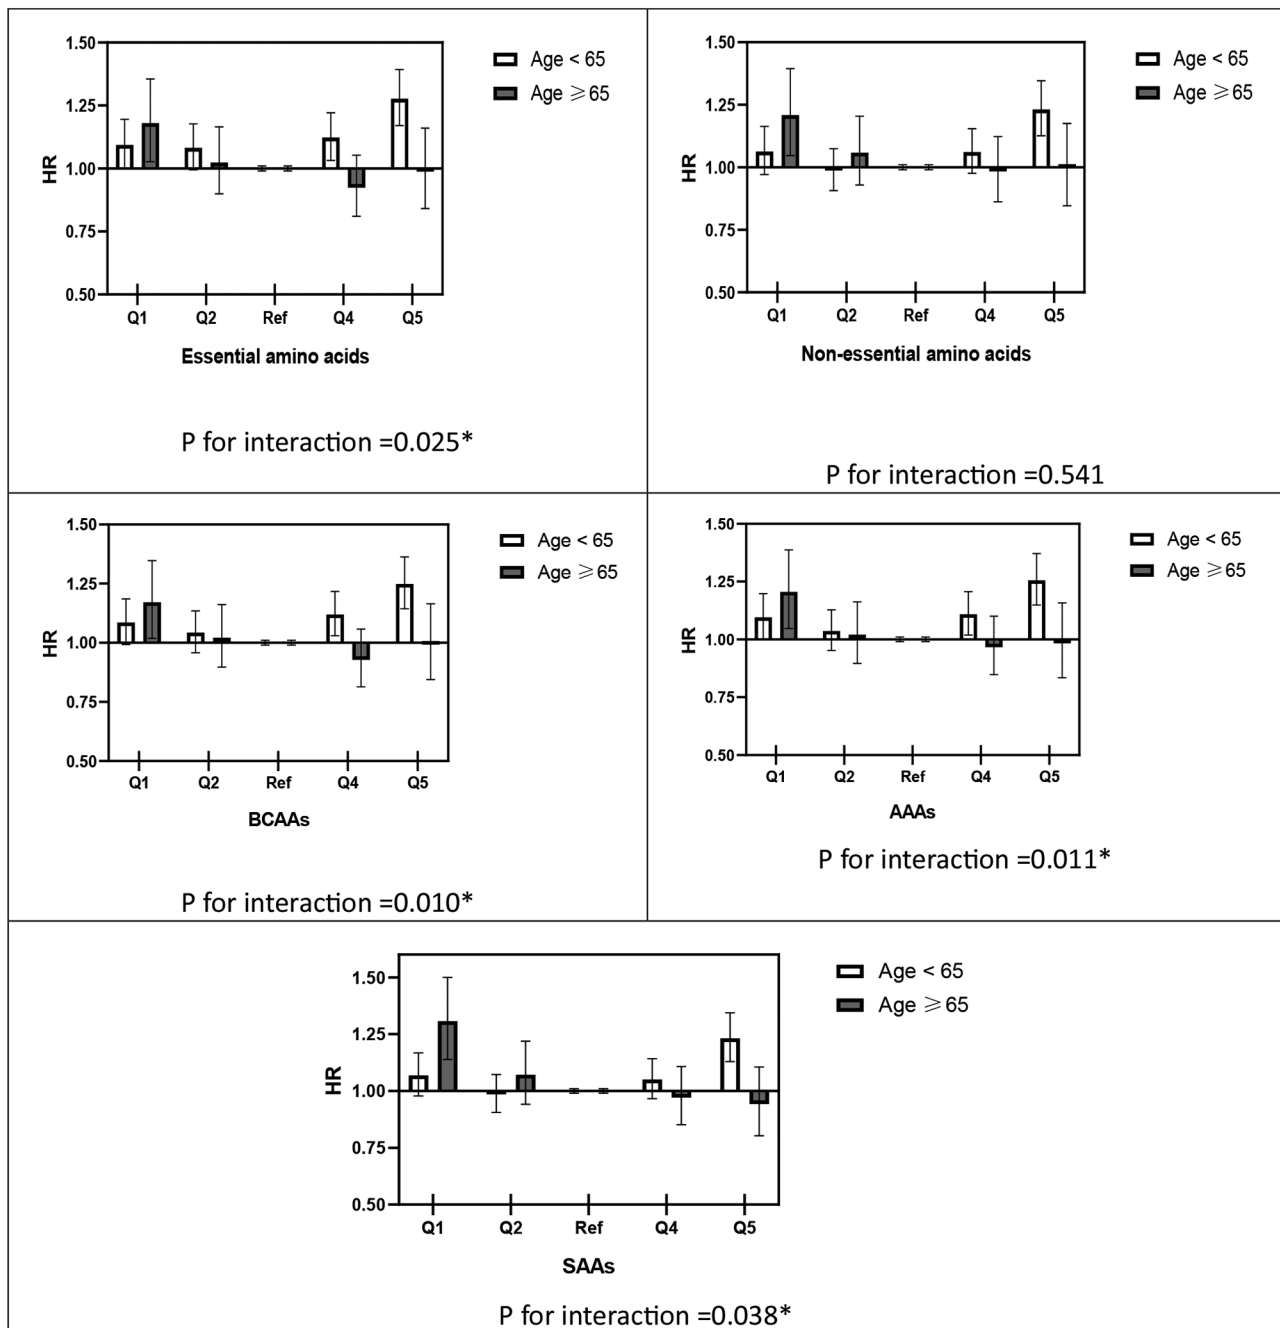 1.50
1.25
1.00
0.75
0.50
HR
Q1 Q2 Ref Q4 Q5
Essential amino acids
Age < 65
Age ⩾ 65
P for interaction =0.025*
1.50
1.25
1.00
0.75
0.50
HR
Q1 Q2 Ref Q4 Q5
Non-essential amino acids
Age < 65
Age ⩾ 65
P for interaction =0.541
1.50
1.25
1.00
0.75
0.50
HR
Q1 Q2 Ref Q4 Q5
BCAAs
Age < 65
Age ⩾ 65
P for interaction =0.010*
1.50
1.25
1.00
0.75
0.50
HR
Q1 Q2 Ref Q4 Q5
AAAs
Age < 65
Age ⩾ 65
P for interaction =0.011*
1.50
1.25
1.00
0.75
0.50
HR
Q1 Q2 Ref Q4 Q5
SAAs
Age < 65
Age ⩾ 65
P for interaction =0.038*